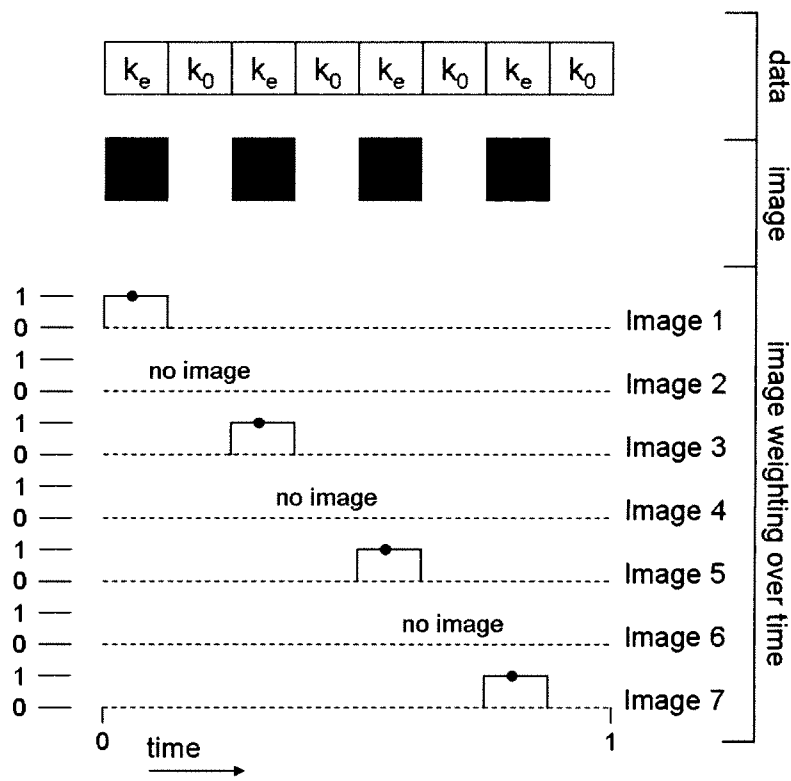 k_e k_0 k_e k_0 k_e k_0 k_e k_0
data
image
1
0
Image 1
1
0
no image
Image 2
1
0
Image 3
1
0
no image
Image 4
1
0
Image 5
1
0
no image
Image 6
1
0
Image 7
image weighting over time
0
1
time